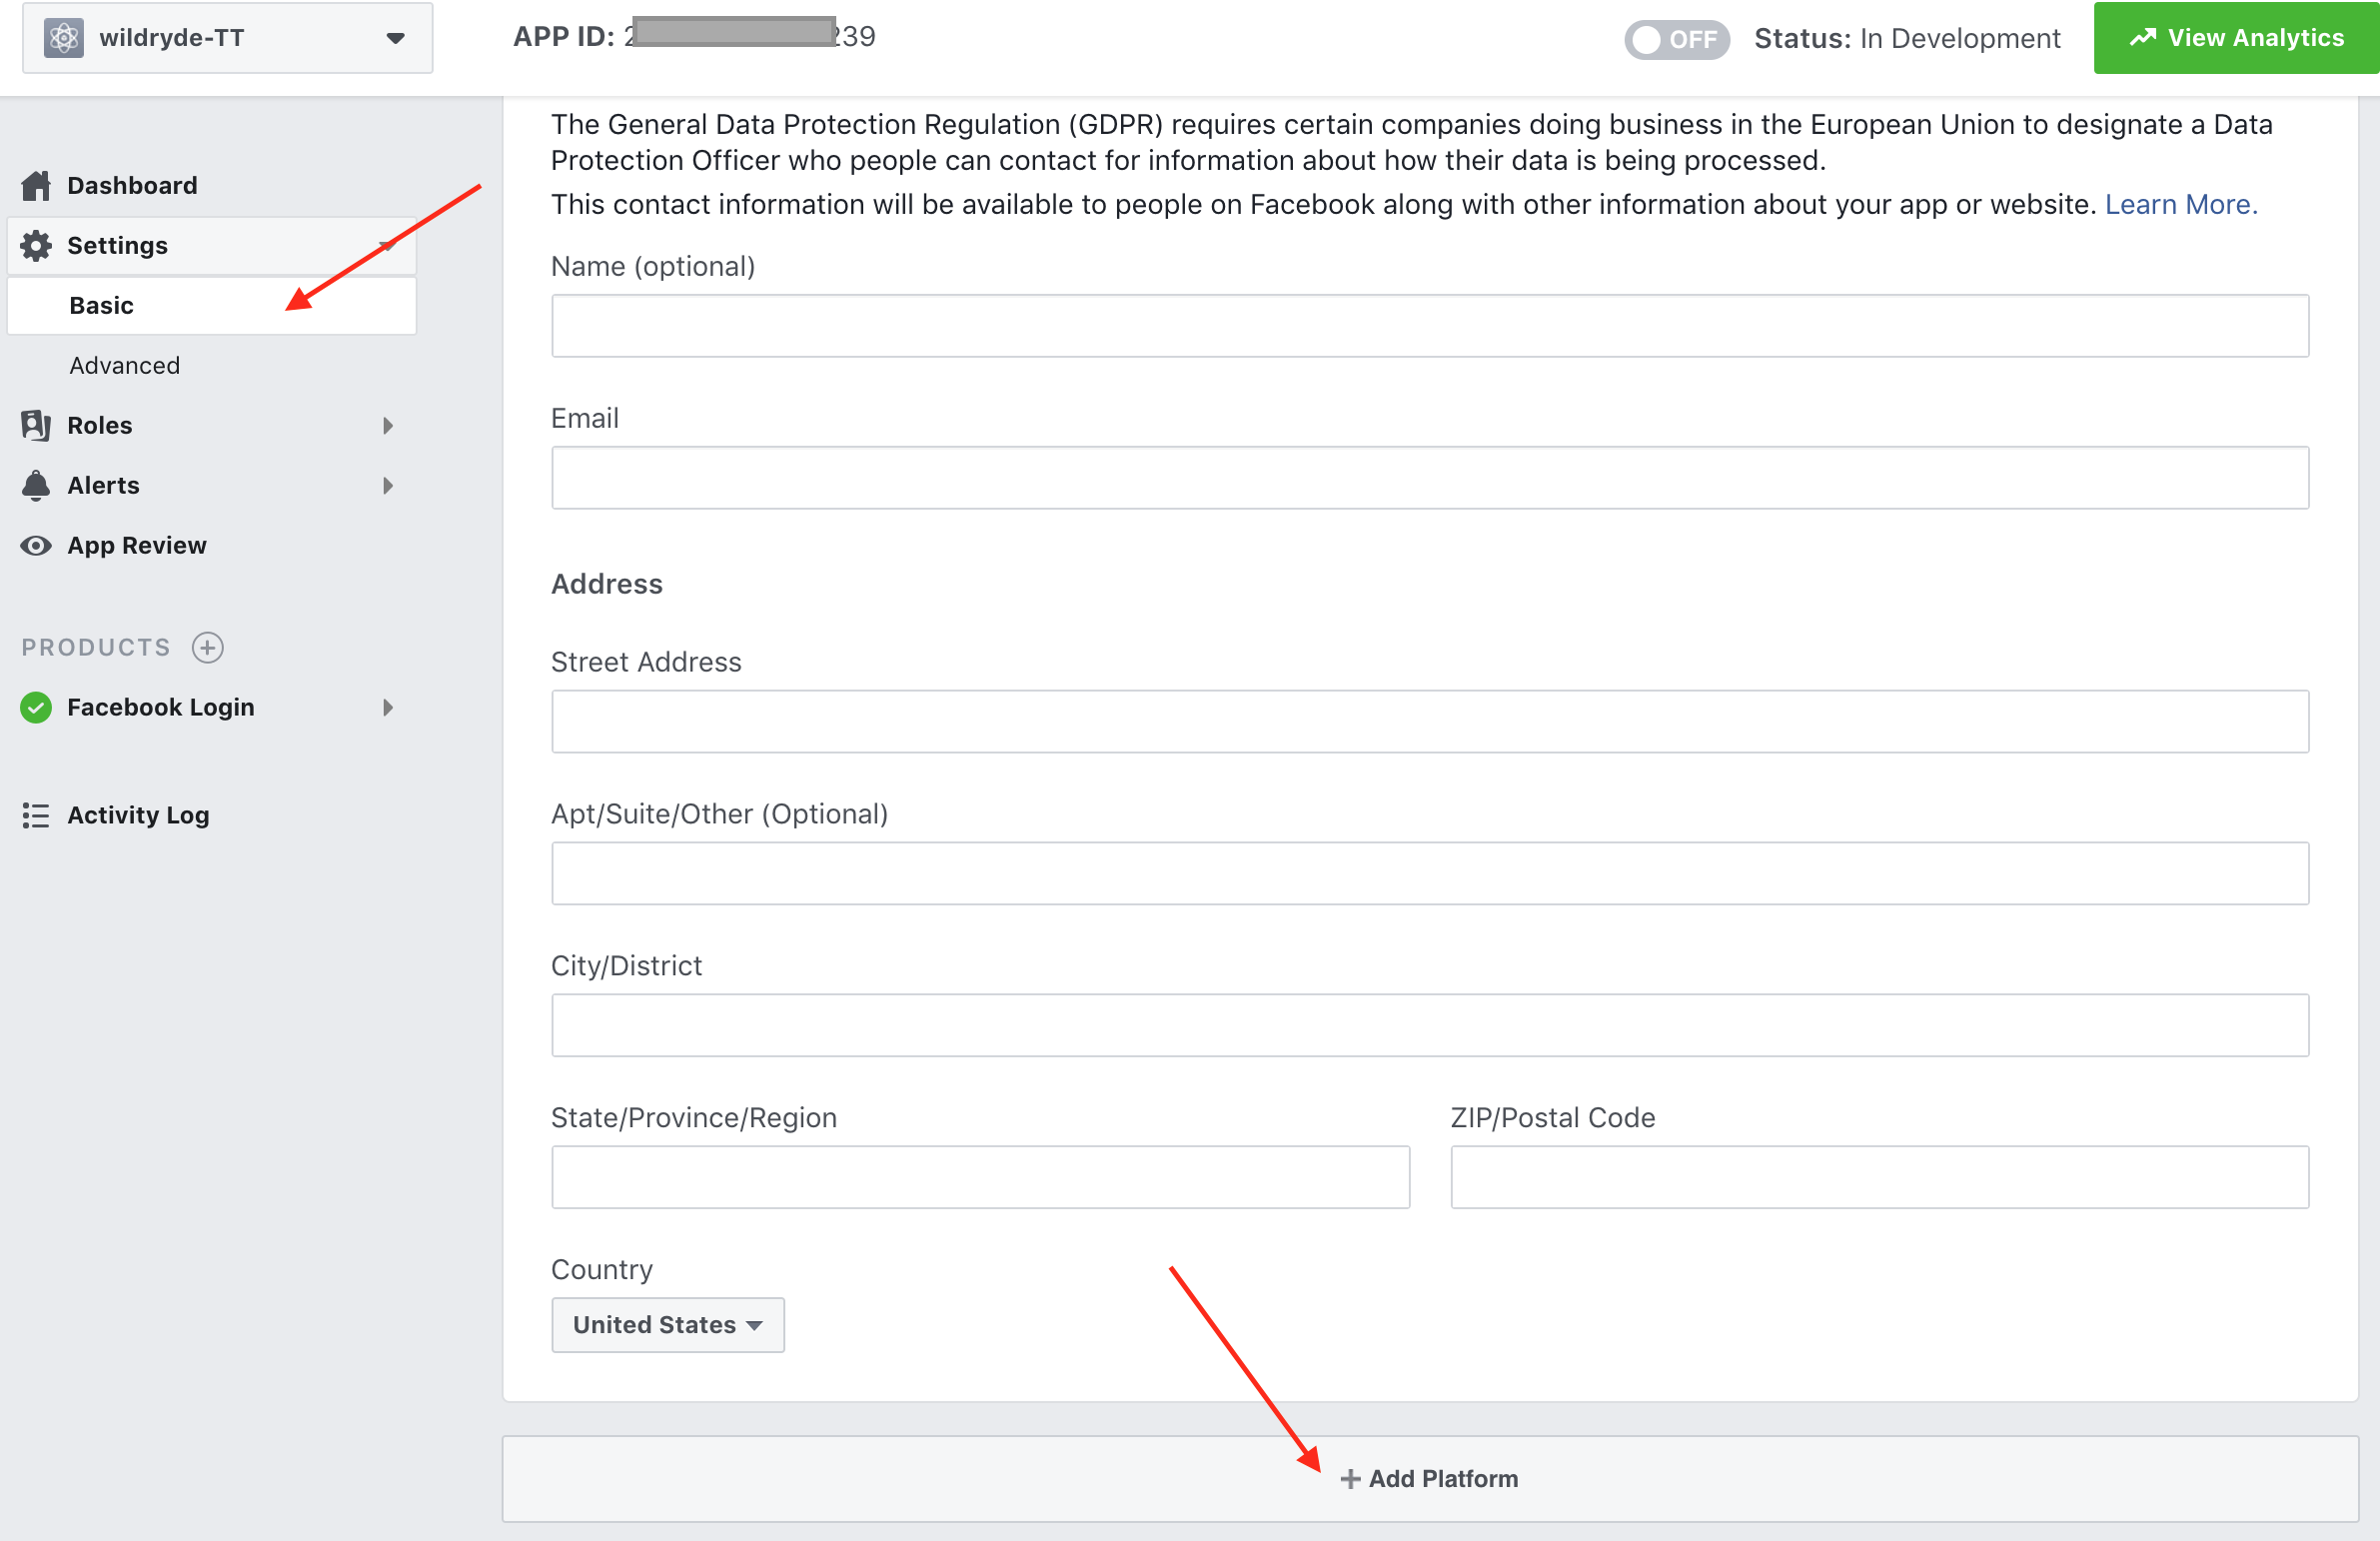 wildryde-TT
APP ID: 239
OFF
Status: In Development
View Analytics
Dashboard
Settings
Basic
Advanced
Roles
Alerts
App Review
PRODUCTS
Facebook Login
Activity Log
The General Data Protection Regulation (GDPR) requires certain companies doing business in the European Union to designate a Data
Protection Officer who people can contact for information about how their data is being processed.
This contact information will be available to people on Facebook along with other information about your app or website. Learn More.
Name (optional)
Email
Address
Street Address
Apt/Suite/Other (Optional)
City/District
State/Province/Region
ZIP/Postal Code
Country
United States
+ Add Platform